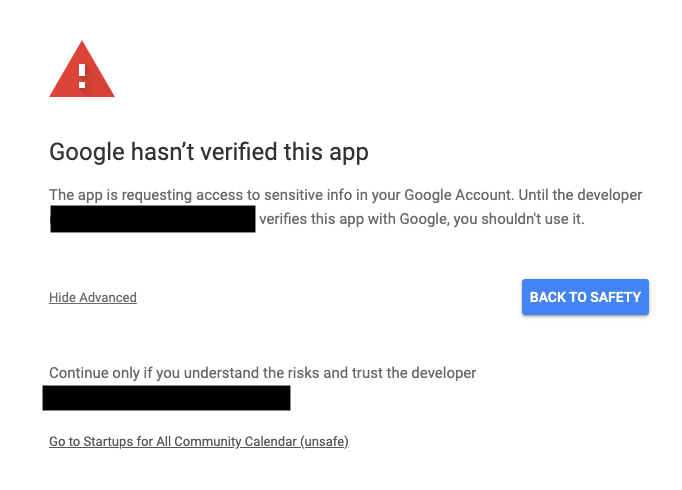 Google hasn’t verified this app
The app is requesting access to sensitive info in your Google Account. Until the developer
verifies this app with Google, you shouldn't use it.
Hide Advanced
BACK TO SAFETY
Continue only if you understand the risks and trust the developer
Go to Startups for All Community Calendar (unsafe)